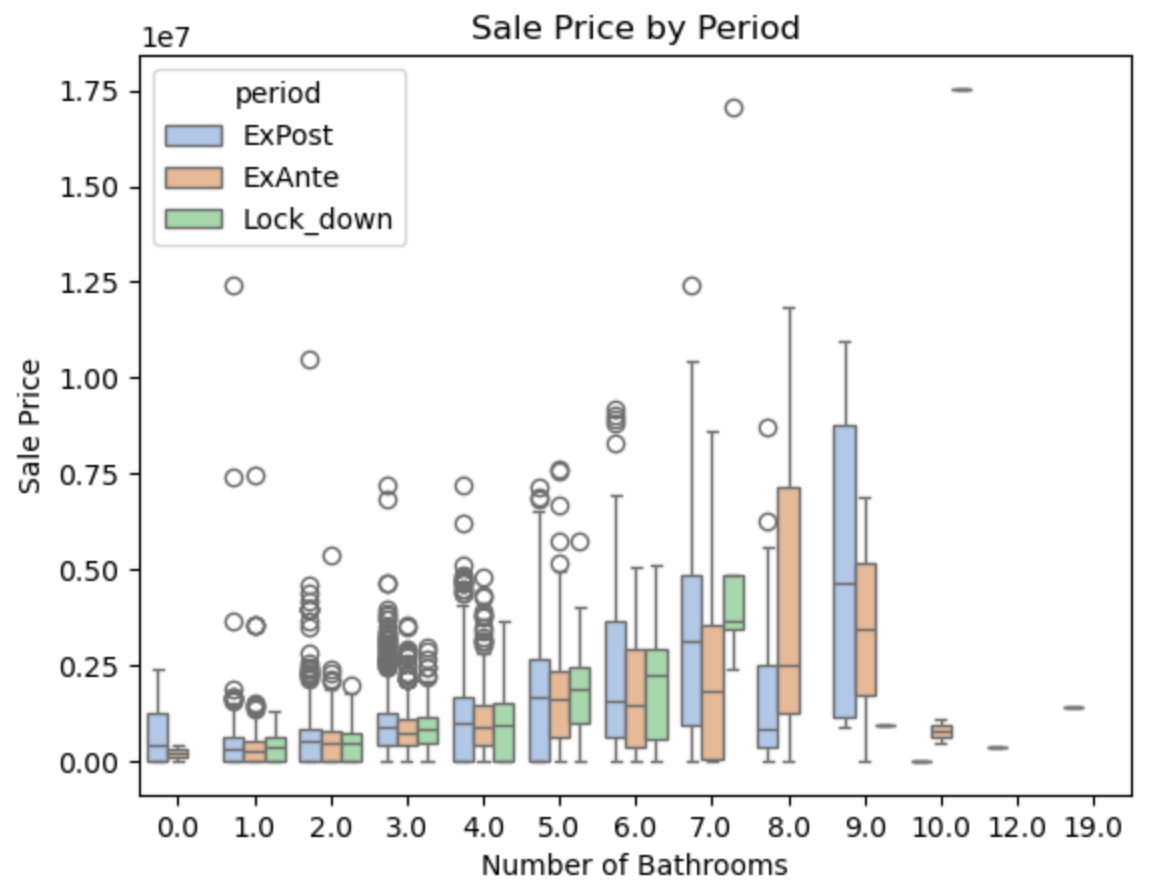 Sale Price by Period
1e7
period
ExPost
ExAnte
Lock_down
1.75
1.50
1.25
1.00
0.75
0.50
0.25
0.00
Sale Price
0.0 1.0 2.0 3.0 4.0 5.0 6.0 7.0 8.0 9.0 10.0 12.0 19.0
Number of Bathrooms